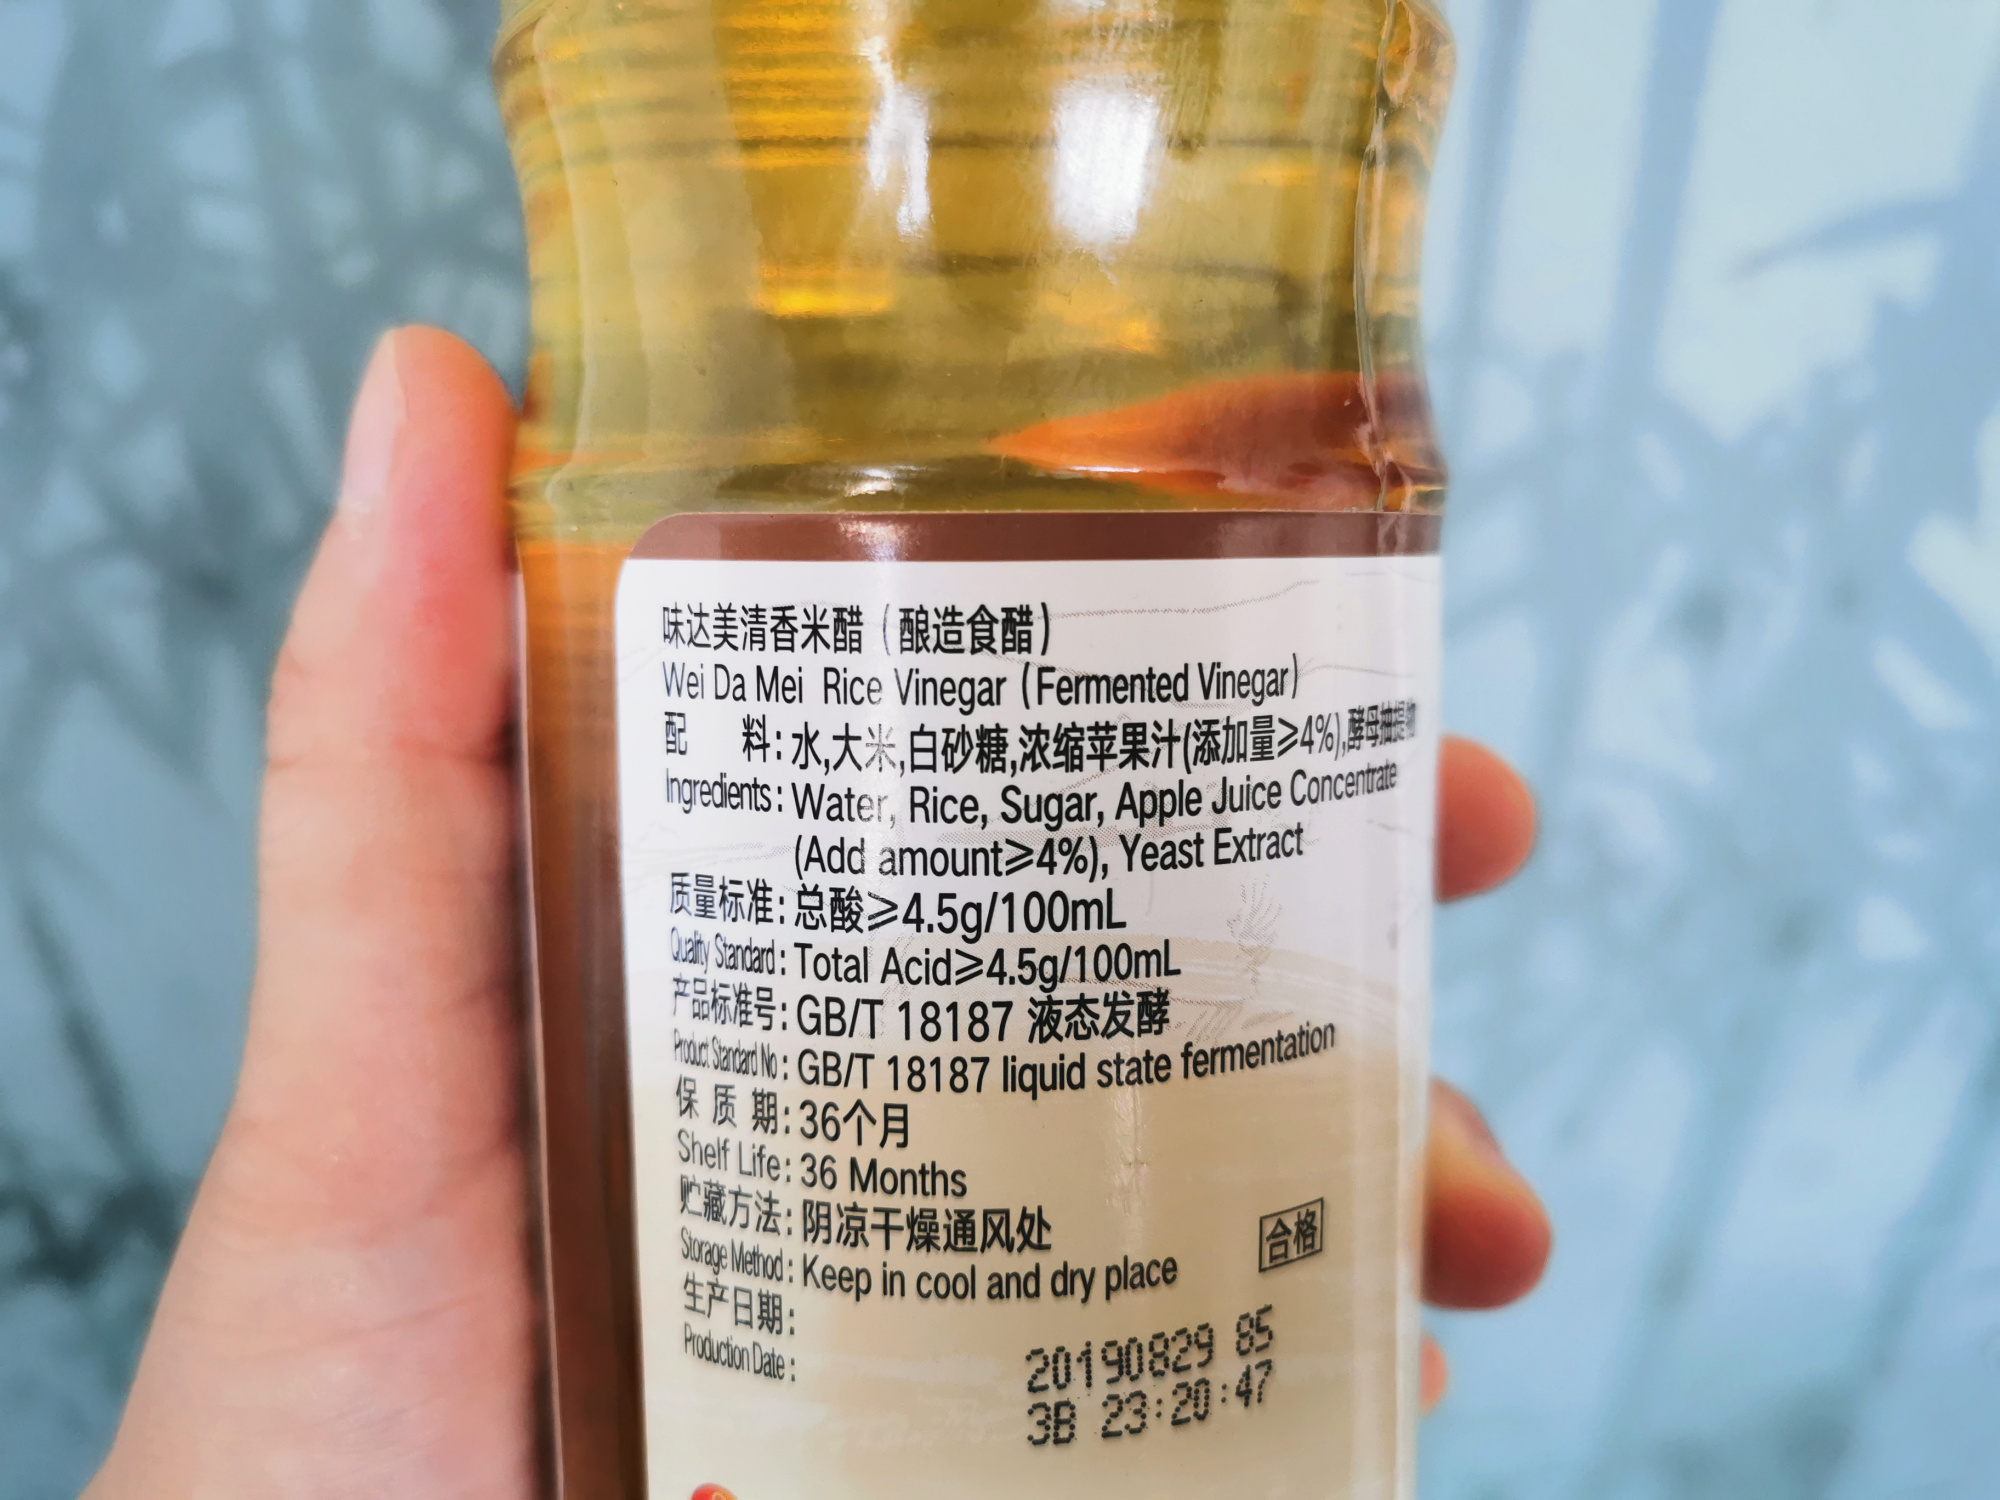 味达美清香米醋（酿造食醋）
Wei Da Mei Rice Vinegar (Fermented Vinegar)
配 料:水,大米,白砂糖,浓缩苹果汁(添加量≥4%),酵母抽提物
Ingredients: Water, Rice, Sugar, Apple Juice Concentrate
(Add amount≥4%), Yeast Extract
质量标准:总酸≥4.5g/100mL
Quality Standard: Total Acid≥4.5g/100mL
产品标准号:GB/T 18187 液态发酵
Product Standard No: GB/T 18187 liquid state fermentation
保 质 期:36个月
Shelf Life: 36 Months
贮藏方法:阴凉干燥通风处
Storage Method: Keep in cool and dry place
合格
生产日期:
Production Date:
20190829 85
3B 23:20:47